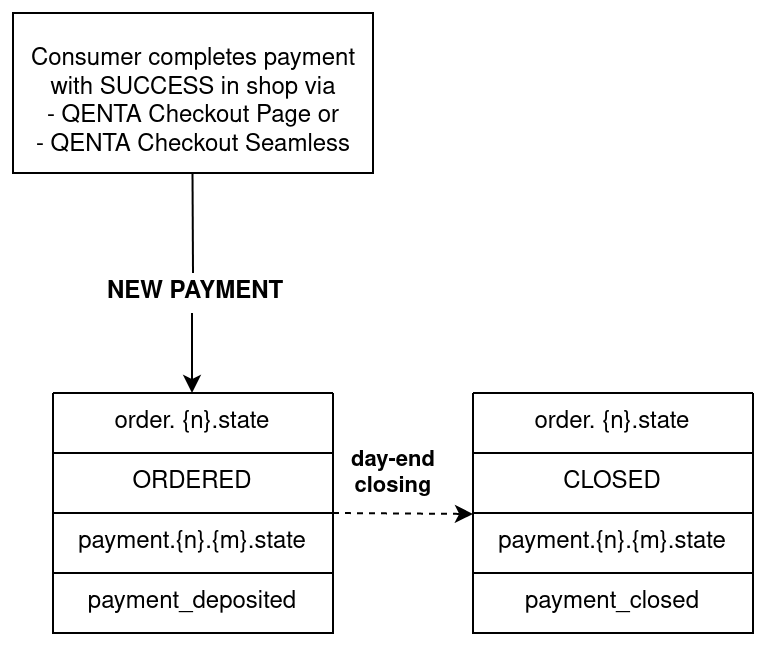 Consumer completes payment
with SUCCESS in shop via
- QENTA Checkout Page or
- QENTA Checkout Seamless
NEW PAYMENT
order. {n}.state
ORDERED
payment.{n}.{m}.state
payment_deposited
day-end
closing
order. {n}.state
CLOSED
payment.{n}.{m}.state
payment_closed